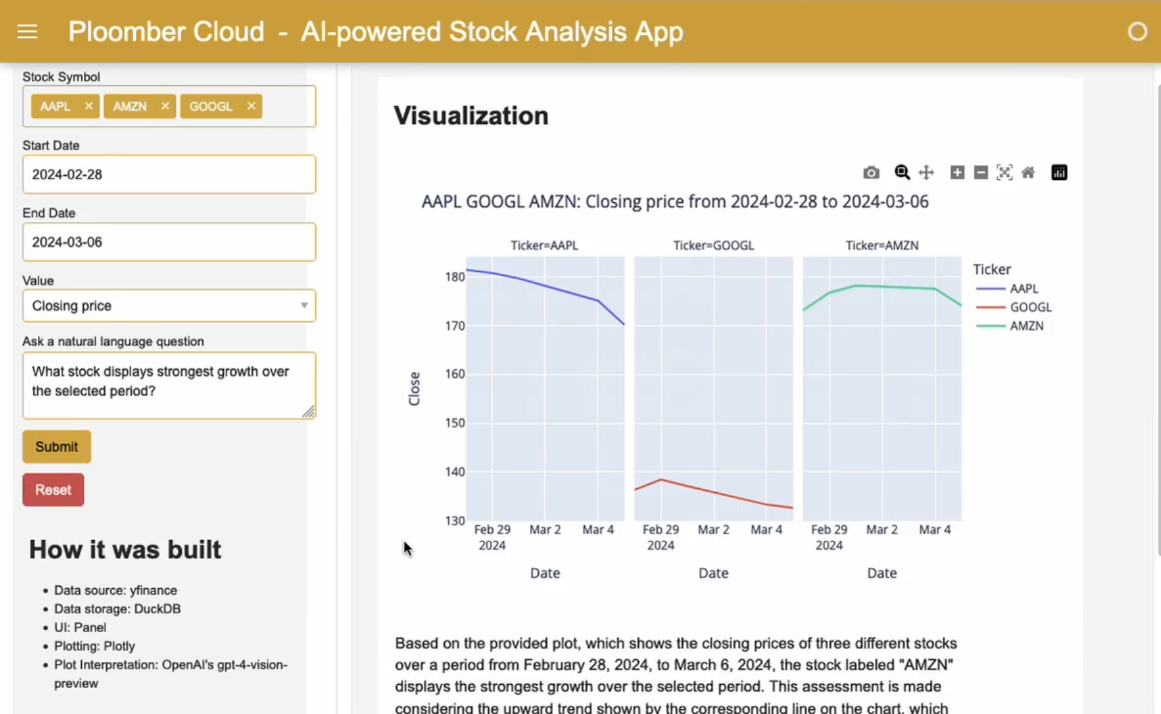 Ploomber Cloud - AI-powered Stock Analysis App
Stock Symbol
AAPL × AMZN × GOOGL ×
Start Date
2024-02-28
End Date
2024-03-06
Value
Closing price
Ask a natural language question
What stock displays strongest growth over
the selected period?
Submit
Reset
How it was built
• Data source: yfinance
• Data storage: DuckDB
• UI: Panel
• Plotting: Plotly
• Plot Interpretation: OpenAI's gpt-4-vision-
preview
Visualization
AAPL GOOGL AMZN: Closing price from 2024-02-28 to 2024-03-06
Ticker=AAPL Ticker=GOOGL Ticker=AMZN
Ticker
AAPL
GOOGL
AMZN
Close
180
170
160
150
140
130
Feb 29 Mar 2 Mar 4 Feb 29 Mar 2 Mar 4 Feb 29 Mar 2 Mar 4
2024 2024 2024
Date Date Date
Based on the provided plot, which shows the closing prices of three different stocks
over a period from February 28, 2024, to March 6, 2024, the stock labeled "AMZN"
displays the strongest growth over the selected period. This assessment is made
considering the upward trend shown by the corresponding line on the chart, which